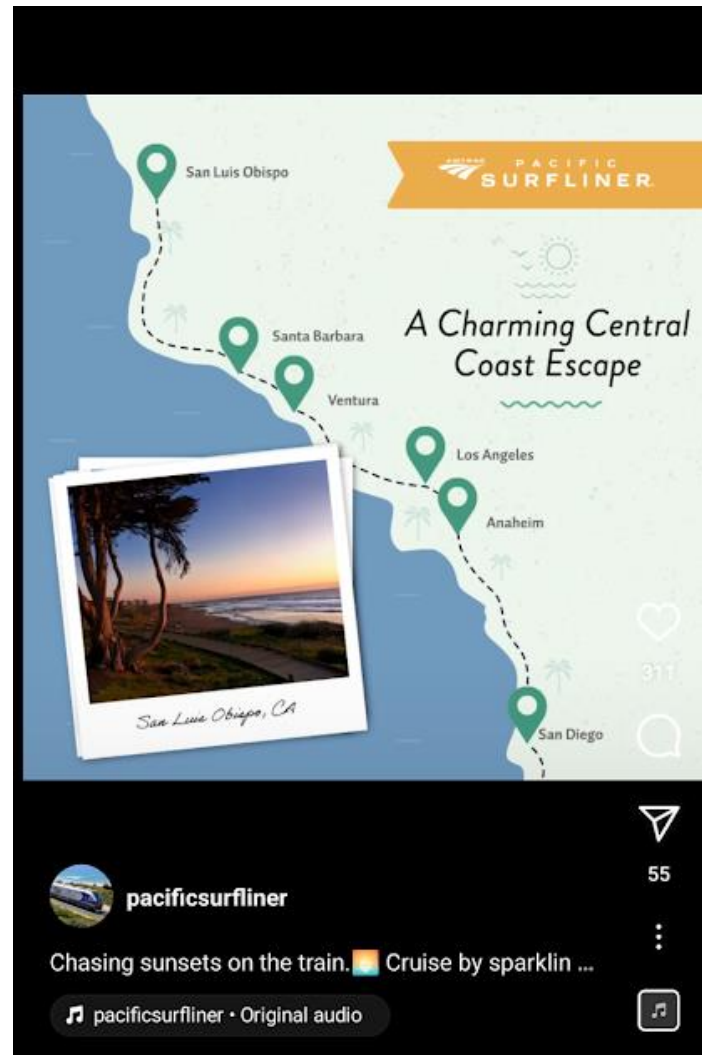 San Luis Obispo
AMTRAK
PACIFIC
SURFLINER
A Charming Central
Coast Escape
Santa Barbara
Ventura
Los Angeles
Anaheim
San Luis Obispo, CA
San Diego
311
55
pacificsurfliner
Chasing sunsets on the train.🌅 Cruise by sparklin ...
pacificsurfliner • Original audio